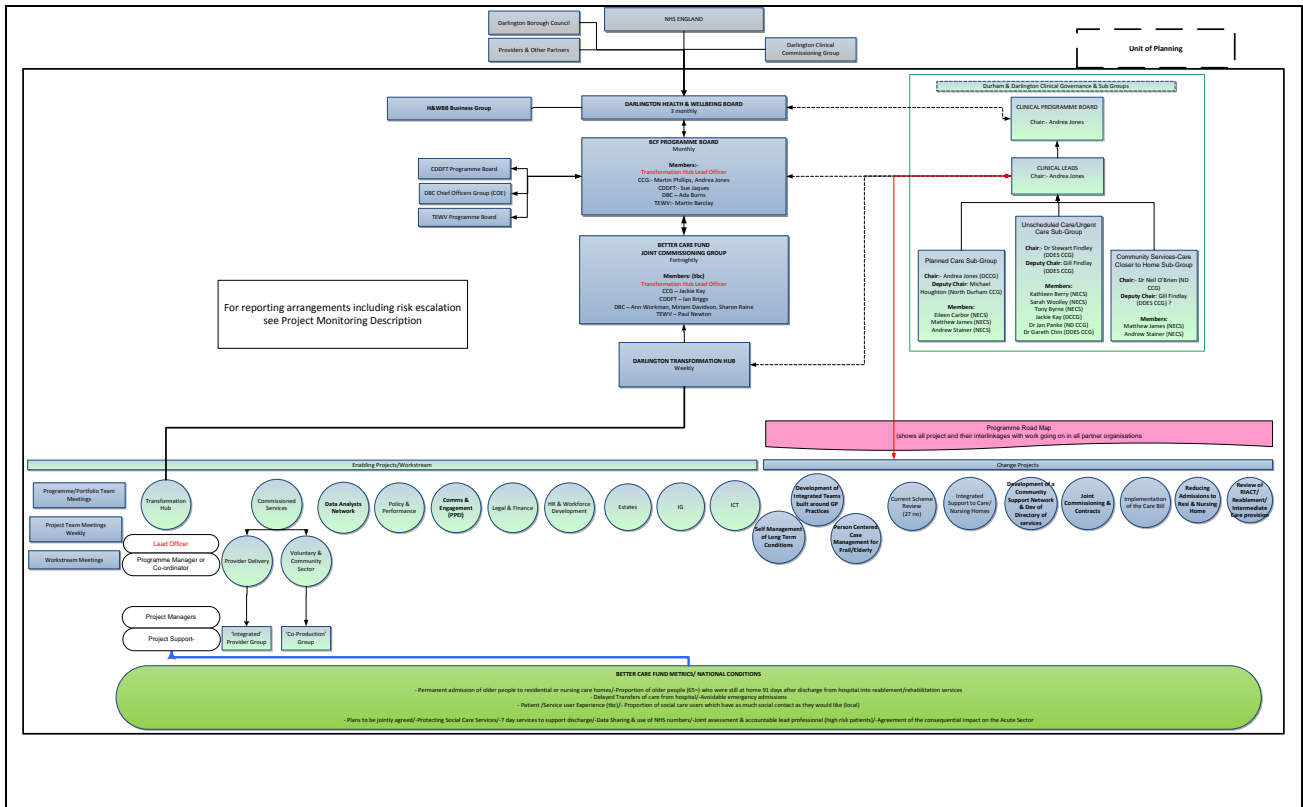 Darlington Borough Council
NHS ENGLAND
Providers & Other Partners
Darlington Clinical
Commissioning Group
Unit of Planning
Durham & Darlington Clinical Governance & Sub Groups
H&WBB Business Group
DARLINGTON HEALTH & WELLBEING BOARD
3 monthly
CLINICAL PROGRAMME BOARD
Chair:- Andrea Jones
BCF PROGRAMME BOARD
Monthly
Members:-
Transformation Hub Lead Officer
CCG:- Martin Phillips, Andrea Jones
CDDFT:- Sue Jaques
DBC – Ada Burns
TEWV:- Martin Barclay
CDDFT Programme Board
DBC Chief Officers Group (COE)
TEWV Programme Board
CLINICAL LEADS
Chair:- Andrea Jones
BETTER CARE FUND
JOINT COMMISSIONING GROUP
Fortnightly
Members: (tbc)
Transformation Hub Lead Officer
CCG – Jackie Kay
CDDFT – Ian Briggs
DBC – Ann Workman, Miriam Davidson, Sharon Raine
TEWV – Paul Newton
Planned Care Sub-Group
Chair:- Andrea Jones (DCCG)
Deputy Chair: Michael
Houghton (North Durham CCG)
Members
Eileen Carbor (NECS)
Matthew James (NECS)
Andrew Stainer (NECS)
Unscheduled Care/Urgent
Care Sub-Group
Chair:- Dr Stewart Findley
(DDES CCG)
Deputy Chair: Gill Findlay
(DDES CCG)
Members:
Kathleen Berry (NECS)
Sarah Woolley (NECS)
Tony Byrne (NECS)
Jackie Kay (DCCG)
Dr Jan Panke (ND CCG)
Dr Gareth Chin (DDES CCG)
Community Services-Care
Closer to Home Sub-Group
Chair:- Dr Neil O'Brien (ND
CCG)
Deputy Chair: Gill Findlay
(DDES CCG) ?
Members:
Matthew James (NECS)
Andrew Stainer (NECS)
For reporting arrangements including risk escalation
see Project Monitoring Description
DARLINGTON TRANSFORMATION HUB
Weekly
Programme Road Map
(shows all project and their interlinkages with work going on in all partner organisations
Enabling Projects/Workstream
Change Projects
Programme/Portfolio Team
Meetings
Project Team Meetings
Weekly
Workstream Meetings
Transformation
Hub
Commissioned
Services
Data Analysts
Network
Policy &
Performance
Comms &
Engagement
(PPEI)
Legal & Finance
HR & Workforce
Development
Estates
IG
ICT
Self Management
of Long Term
Conditions
Development of
Integrated Teams
built around GP
Practices
Person Centered
Case Management for
Frail/Elderly
Current Scheme
Review
(27 no)
Integrated
Support to Care/
Nursing Homes
Development of a
Community
Support Network
& Dev of
Directory of
services
Joint
Commissioning &
Contracts
Implementation
of the Care Bill
Reducing
Admissions to
Resi & Nursing
Home
Review of
RIACT/
Reablement/
Intermediate
Care provision
Lead Officer
Programme Manager or
Co-ordinator
Provider Delivery
Voluntary &
Community
Sector
Project Managers
Project Support-
'Integrated'
Provider Group
'Co-Production'
Group
BETTER CARE FUND METRICS/ NATIONAL CONDITIONS
- Permanent admission of older people to residential or nursing care homes/-Proportion of older people (65+) who were still at home 91 days after discharge from hospital into reablement/rehabilitation services
- Delayed Transfers of care from hospital/-Avoidable emergency admissions
- Patient /Service user Experience (tbc)/- Proportion of social care users which have as much social contact as they would like (local)
- Plans to be jointly agreed/-Protecting Social Care Services/-7 day services to support discharge/-Data Sharing & use of NHS numbers/-Joint assessment & accountable lead professional (high risk patients)/-Agreement of the consequential impact on the Acute Sector